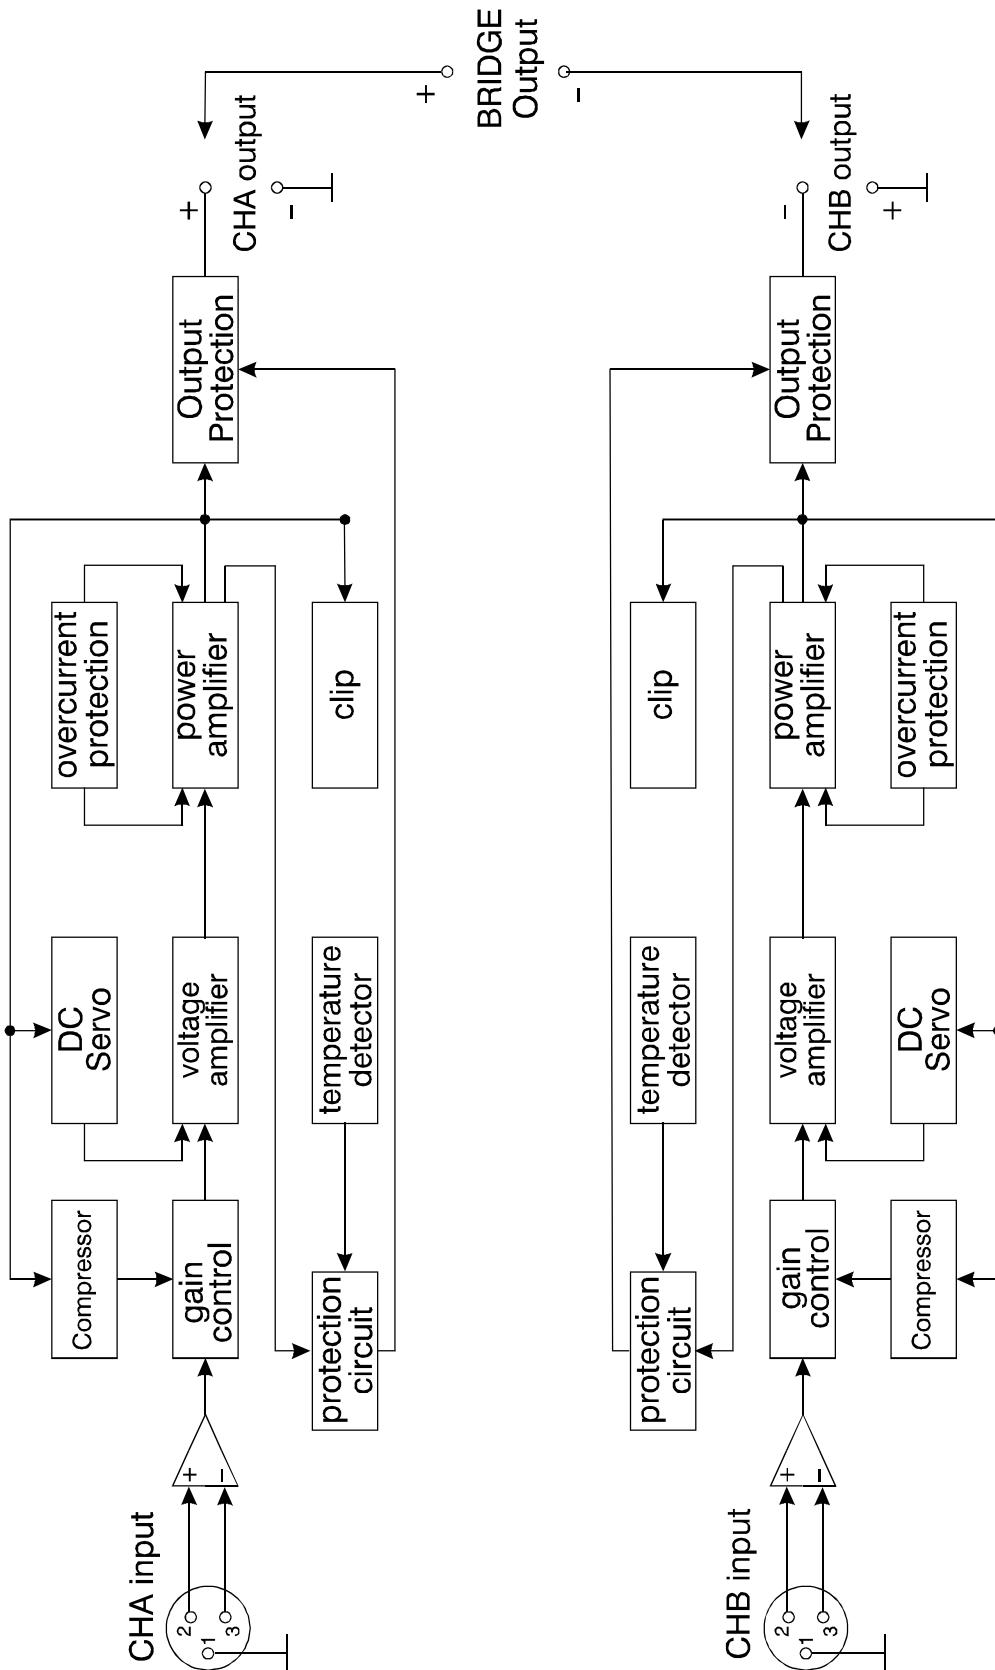 CHA input
2
1
3
+
-
Compressor
gain
control
protection
circuit
DC
Servo
voltage
amplifier
temperature
detector
overcurrent
protection
power
amplifier
clip
Output
Protection
+
CHA output
-
+
BRIDGE
Output
-
CHB input
2
1
3
+
-
protection
circuit
gain
control
Compressor
temperature
detector
voltage
amplifier
DC
Servo
clip
power
amplifier
overcurrent
protection
Output
Protection
-
CHB output
+